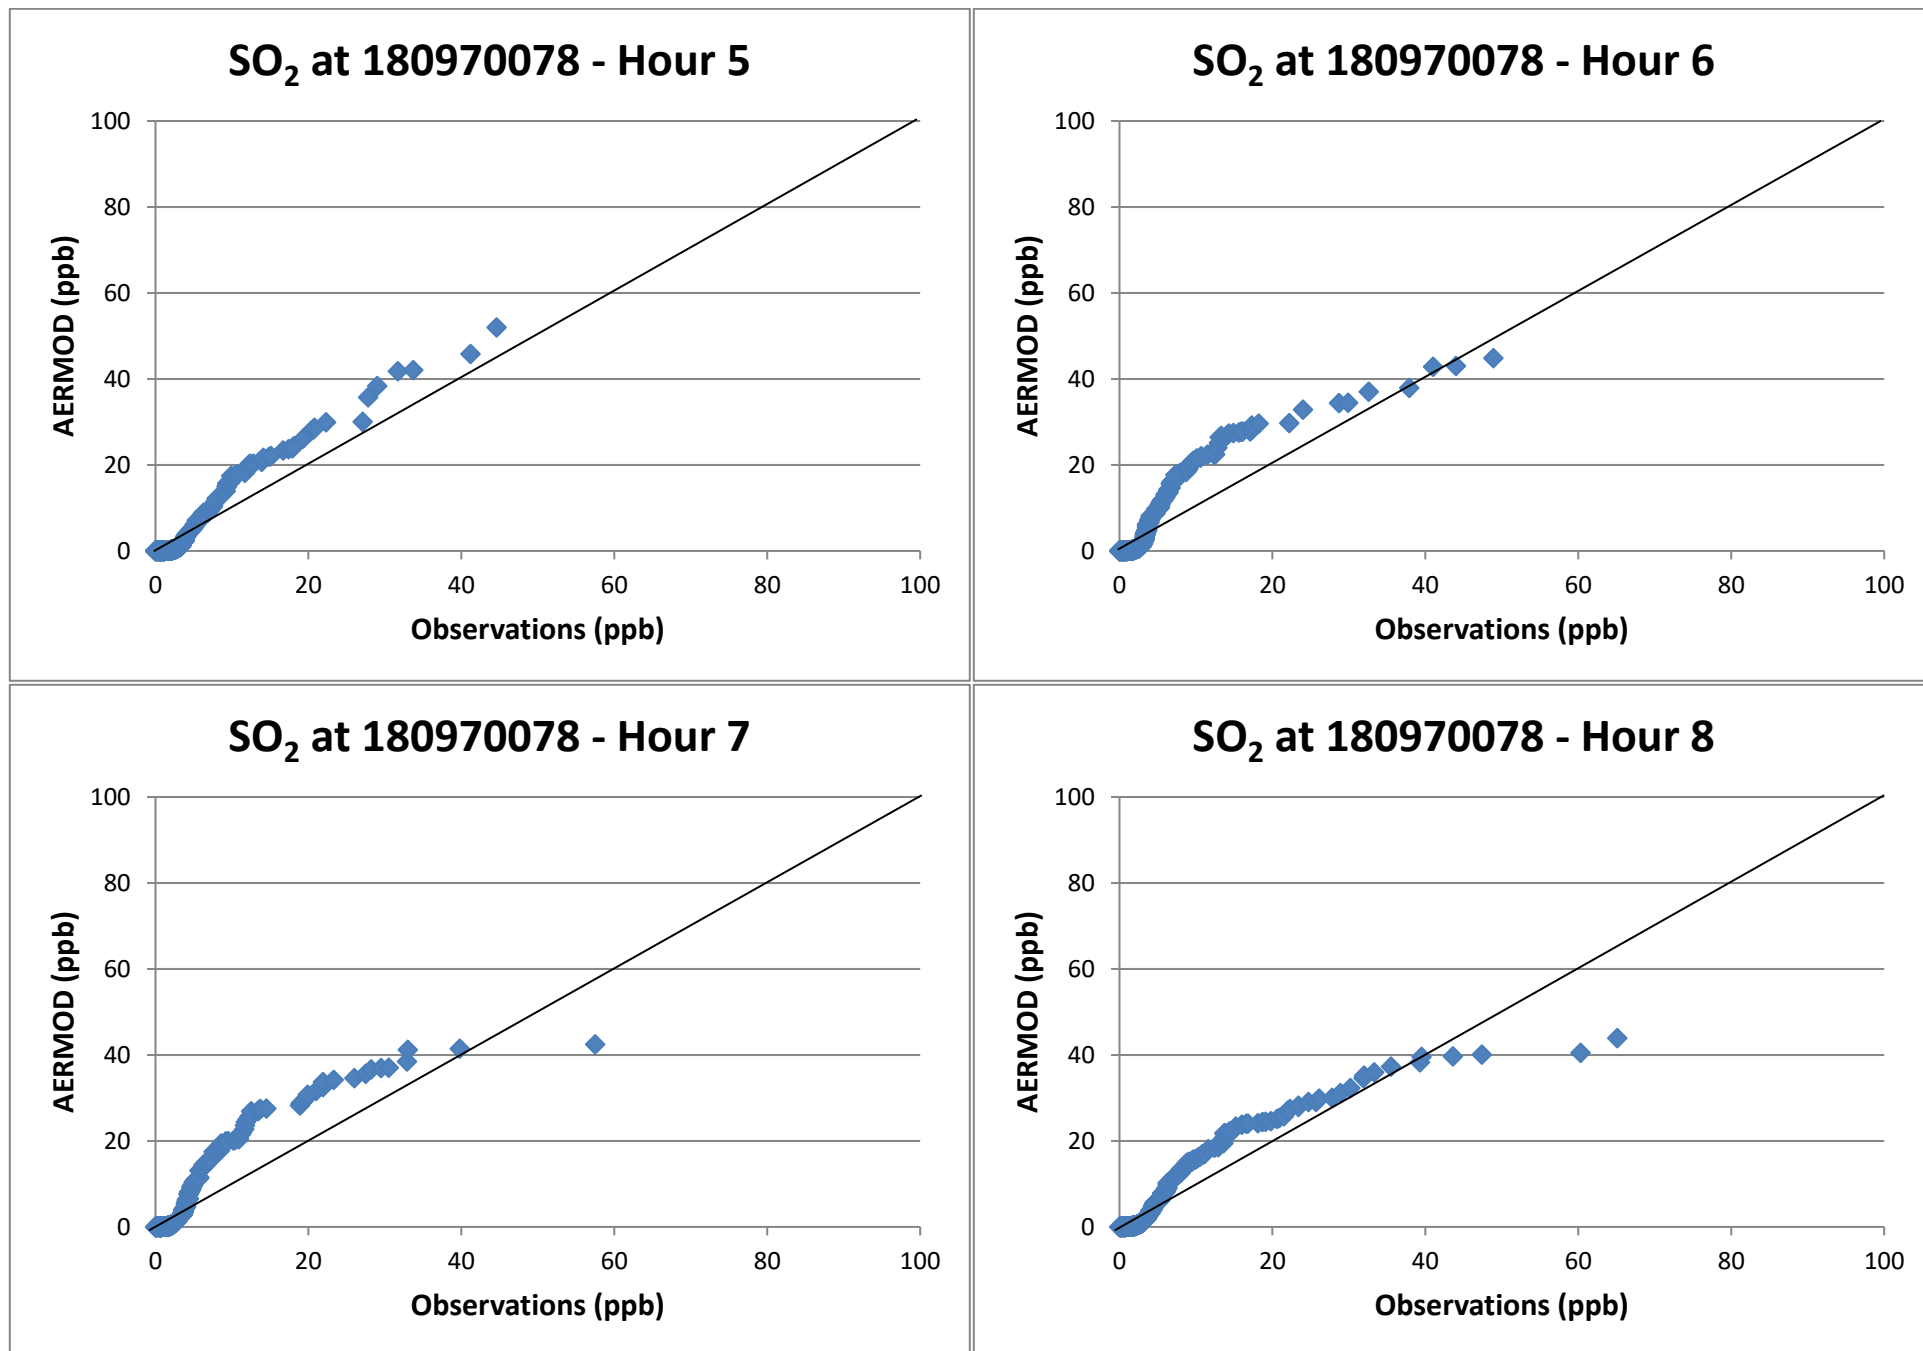 SO₂ at 180970078 - Hour 5
100
80
60
40
20
0
AERMOD (ppb)
0 20 40 60 80 100
Observations (ppb)
SO₂ at 180970078 - Hour 6
100
80
60
40
20
0
AERMOD (ppb)
0 20 40 60 80 100
Observations (ppb)
SO₂ at 180970078 - Hour 7
100
80
60
40
20
0
AERMOD (ppb)
0 20 40 60 80 100
Observations (ppb)
SO₂ at 180970078 - Hour 8
100
80
60
40
20
0
AERMOD (ppb)
0 20 40 60 80 100
Observations (ppb)